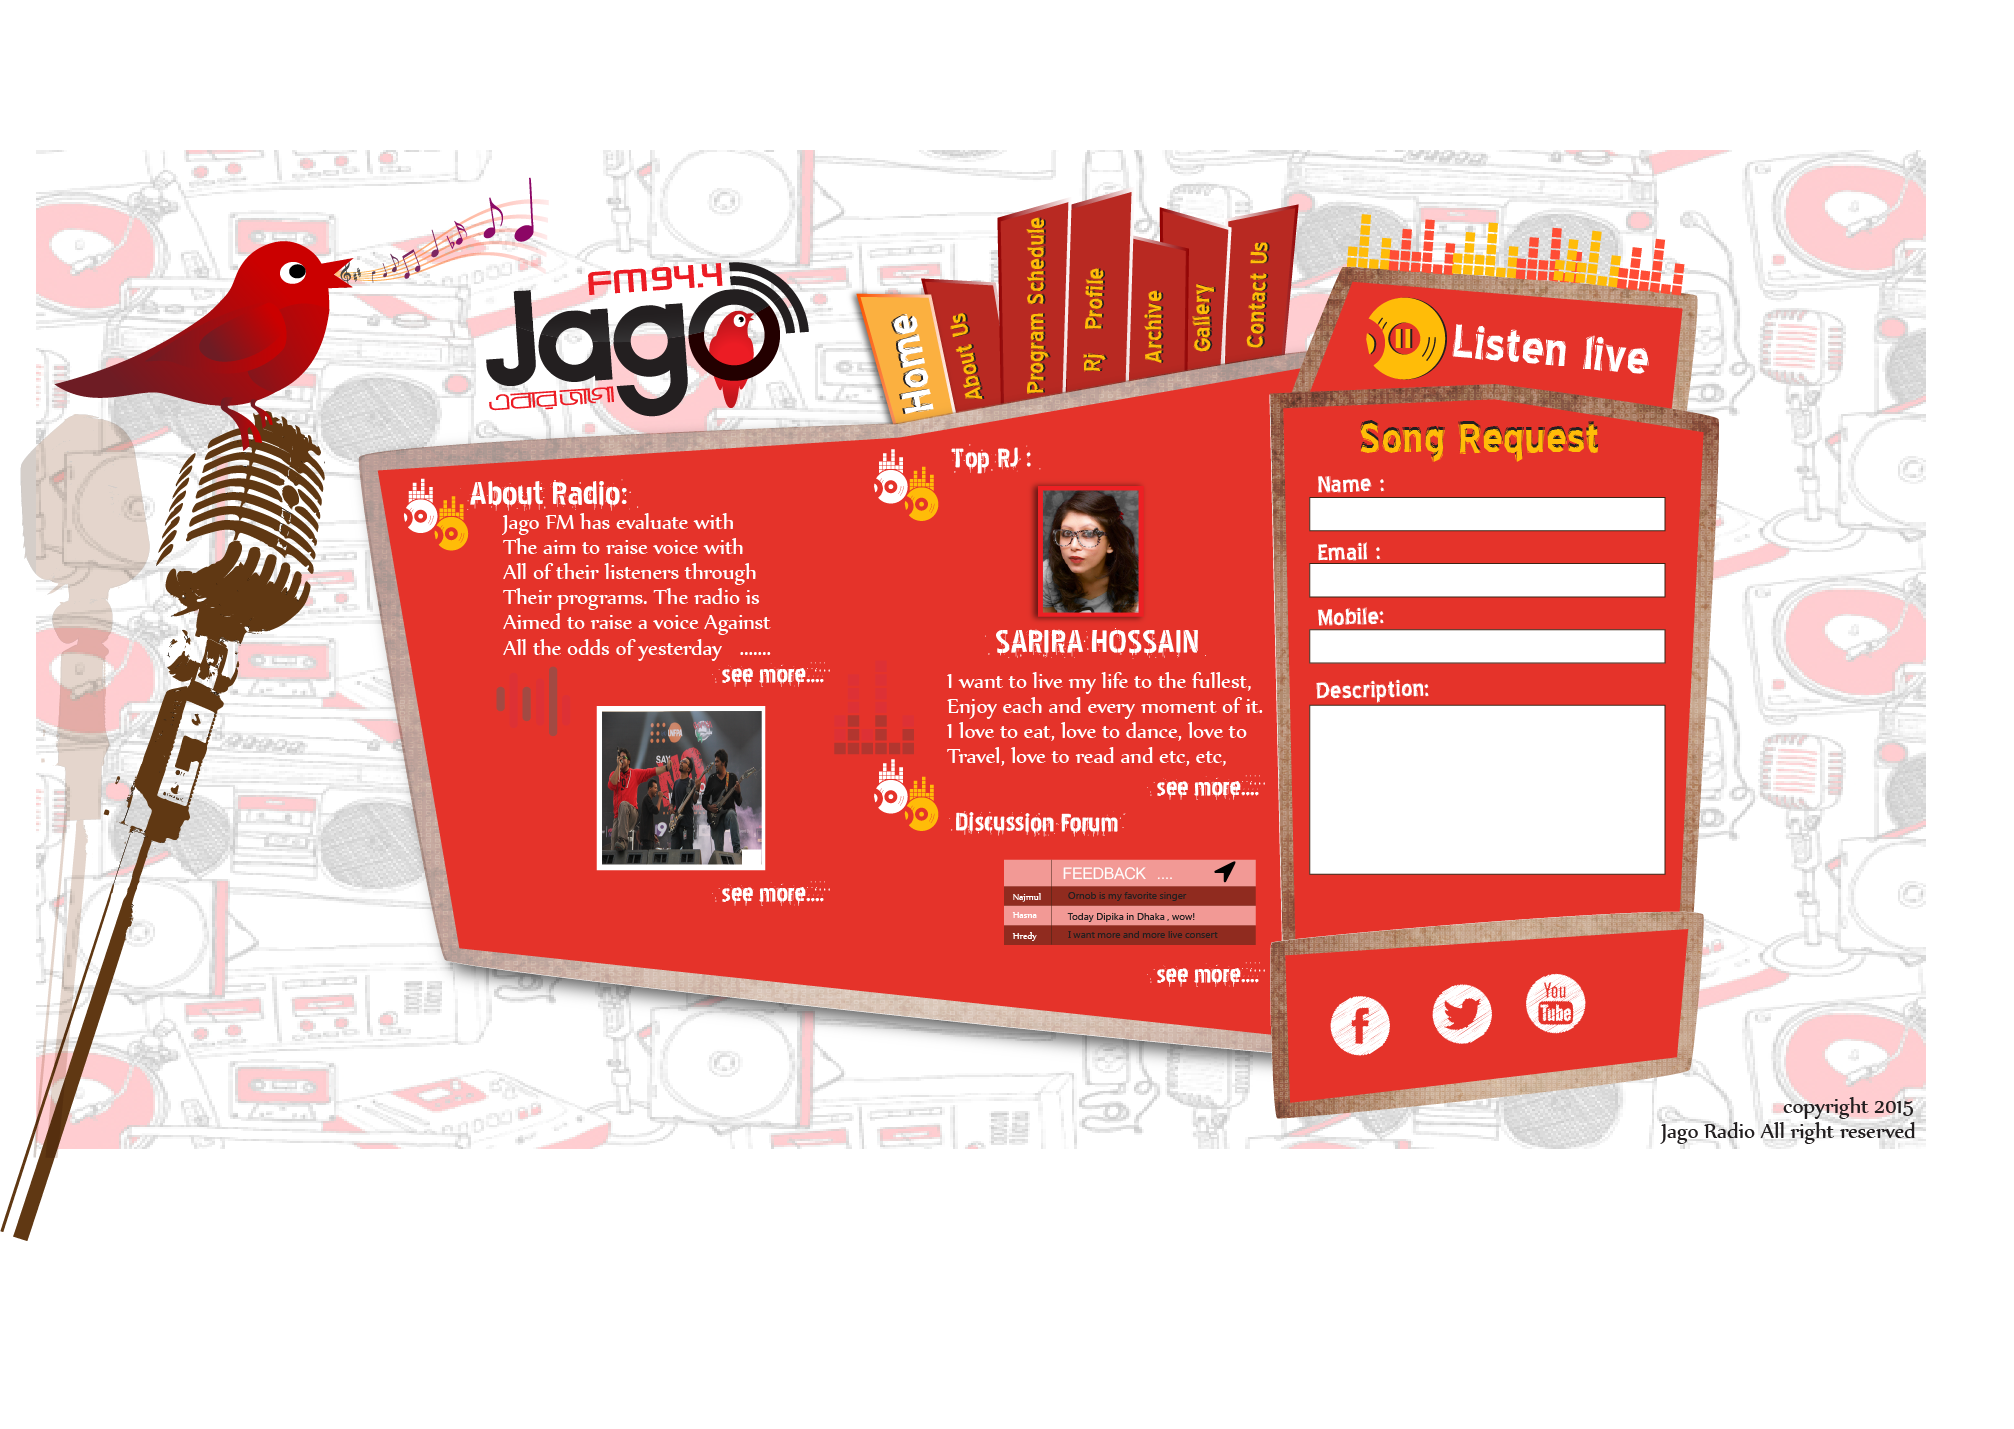 FM94.4
Jago
এবার জাগো
Home
About Us
Program Schedule
Rj Profile
Archive
Gallery
Contact Us
Listen live
About Radio:
Jago FM has evaluate with
The aim to raise voice with
All of their listeners through
Their programs. The radio is
Aimed to raise a voice Against
All the odds of yesterday .......
see more....
UNFPA
SAY
see more....
Top RJ :
SARIRA HOSSAIN
I want to live my life to the fullest,
Enjoy each and every moment of it.
I love to eat, love to dance, love to
Travel, love to read and etc, etc,
see more....
Discussion Forum
FEEDBACK ....
Najmul Ornob is my favorite singer
Hasna Today Dipika in Dhaka , wow!
Hredy I want more and more live consert
see more....
Song Request
Name :
Email :
Mobile:
Description:
f
You
Tube
copyright 2015
Jago Radio All right reserved